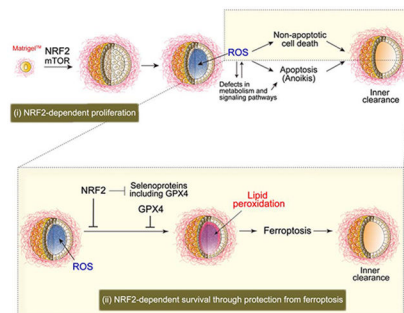 Matrigel™
NRF2
mTOR
ROS
Non-apoptotic
cell death
Defects in
metabolism and
signaling pathways
Apoptosis
(Anoikis)
Inner
clearance
(i) NRF2-dependent proliferation
NRF2
Selenoproteins
including GPX4
GPX4
Lipid
peroxidation
Ferroptosis
ROS
Inner
clearance
(ii) NRF2-dependent survival through protection from ferroptosis